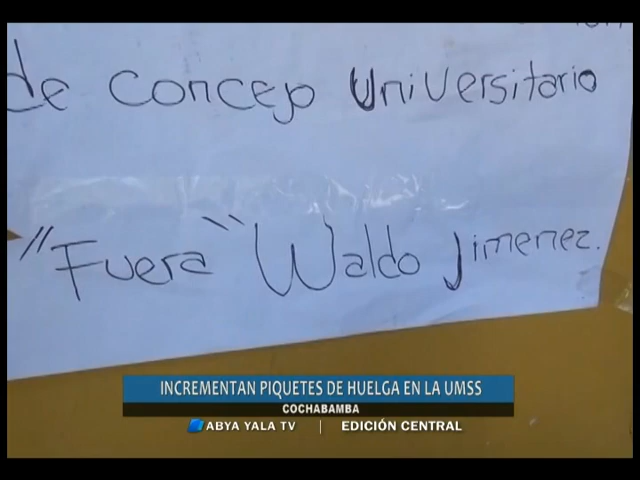 de concejo Universitario
"Fuera" Waldo Jimenez.
INCREMENTAN PIQUETES DE HUELGA EN LA UMSS
COCHABAMBA
ABYA YALA TV | EDICIÓN CENTRAL